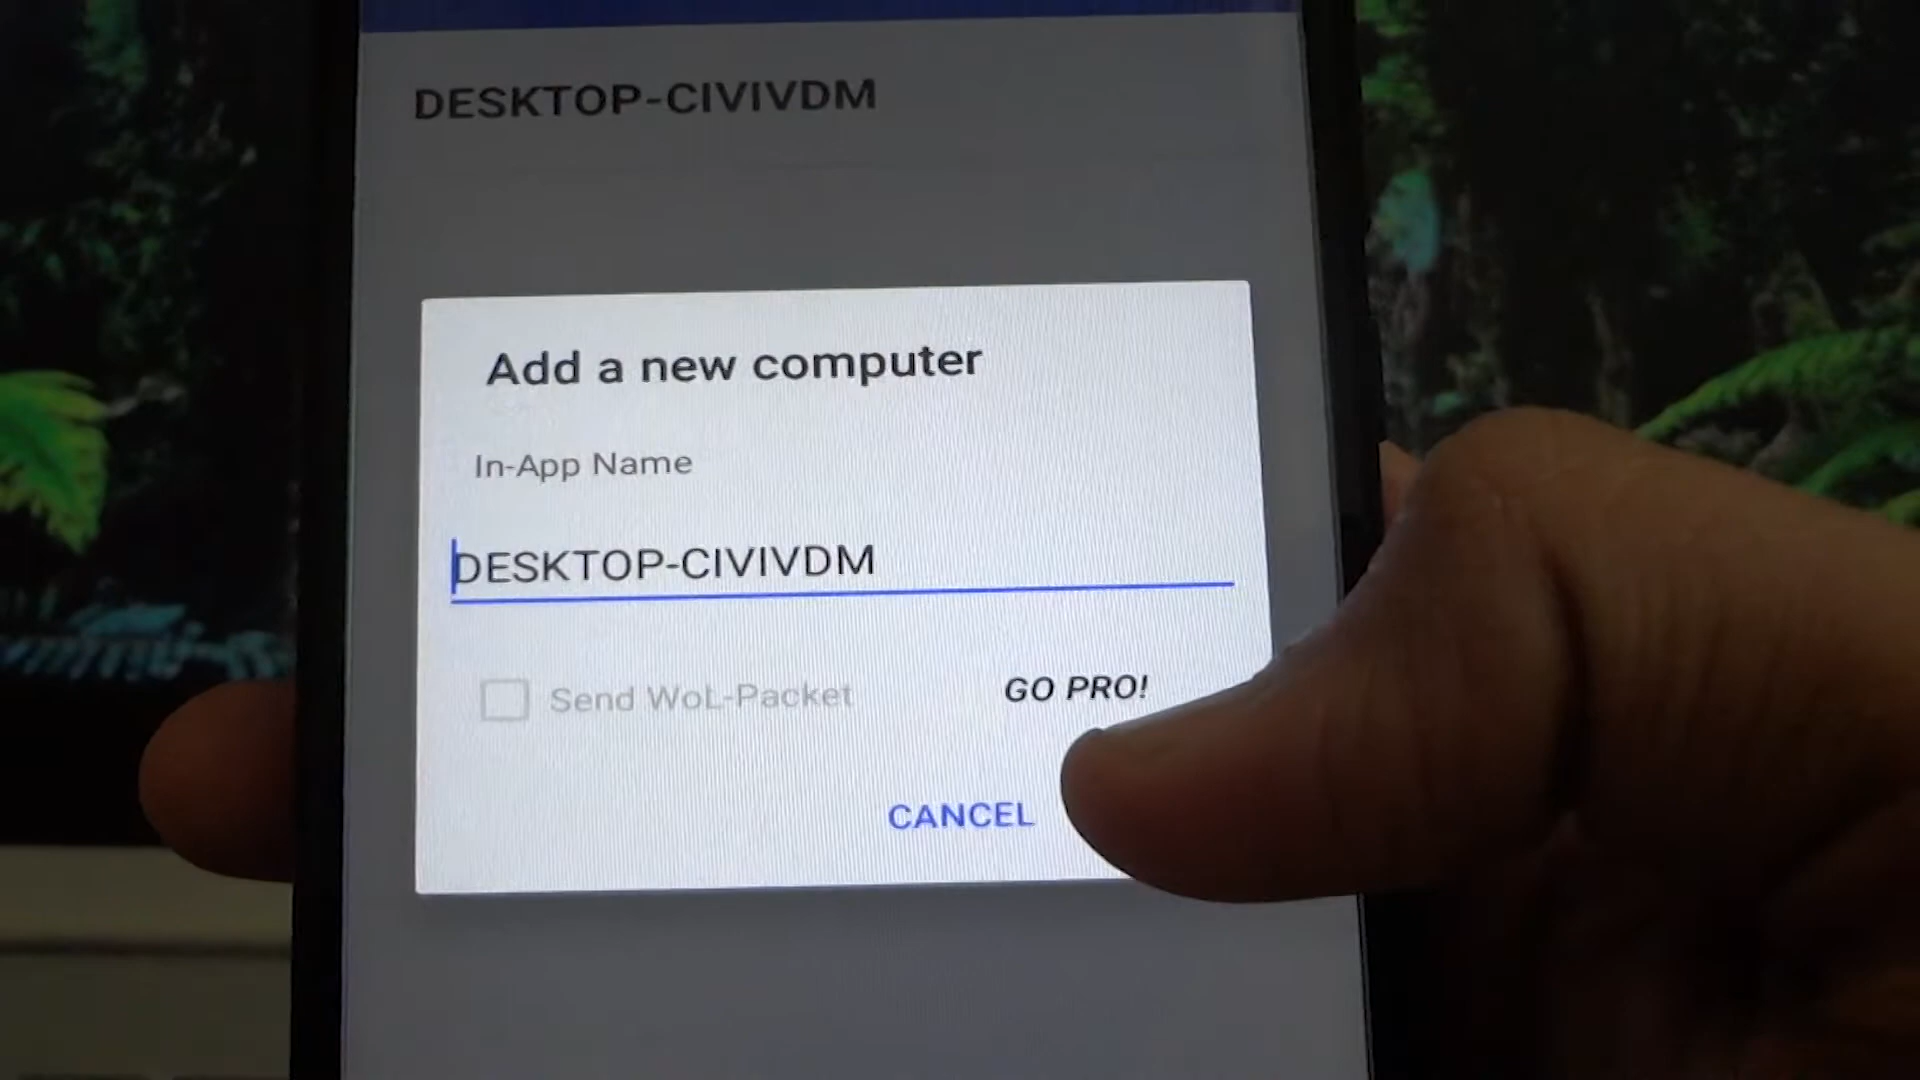 DESKTOP-CIVIVDM
Add a new computer
In-App Name
DESKTOP-CIVIVDM
Send WoL-Packet
GO PRO!
CANCEL